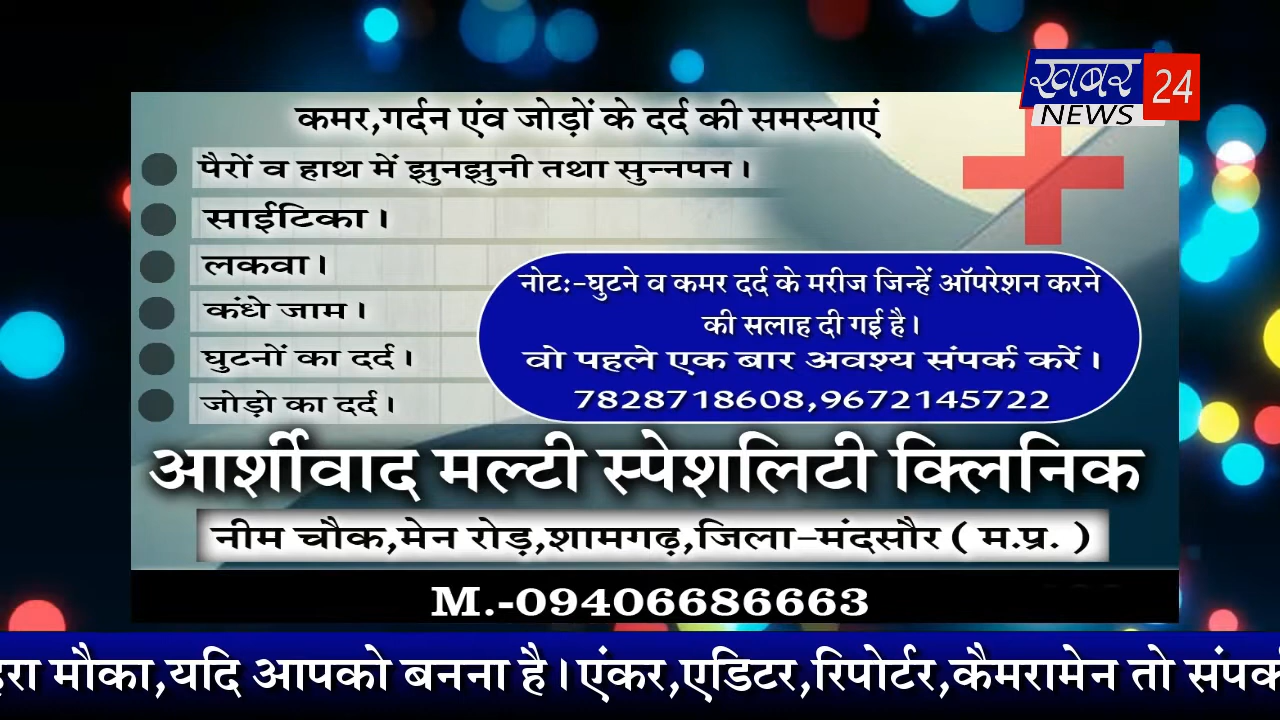 खबर 24
NEWS
कमर,गर्दन एंव जोड़ों के दर्द की समस्याएं
पैरों व हाथ में झुनझुनी तथा सुन्नपन।
साईटिका।
लकवा।
कंधे जाम।
घुटनों का दर्द।
जोड़ो का दर्द।
नोटः-घुटने व कमर दर्द के मरीज जिन्हें ऑपरेशन करने
की सलाह दी गई है।
वो पहले एक बार अवश्य संपर्क करें।
7828718608,9672145722
आर्शीवाद मल्टी स्पेशलिटी क्लिनिक
नीम चौक,मेन रोड़,शामगढ़,जिला-मंदसौर ( म.प्र. )
M.-09406686663
मौका,यदि आपको बनना है। एंकर,एडिटर,रिपोर्टर,कैमरामेन तो